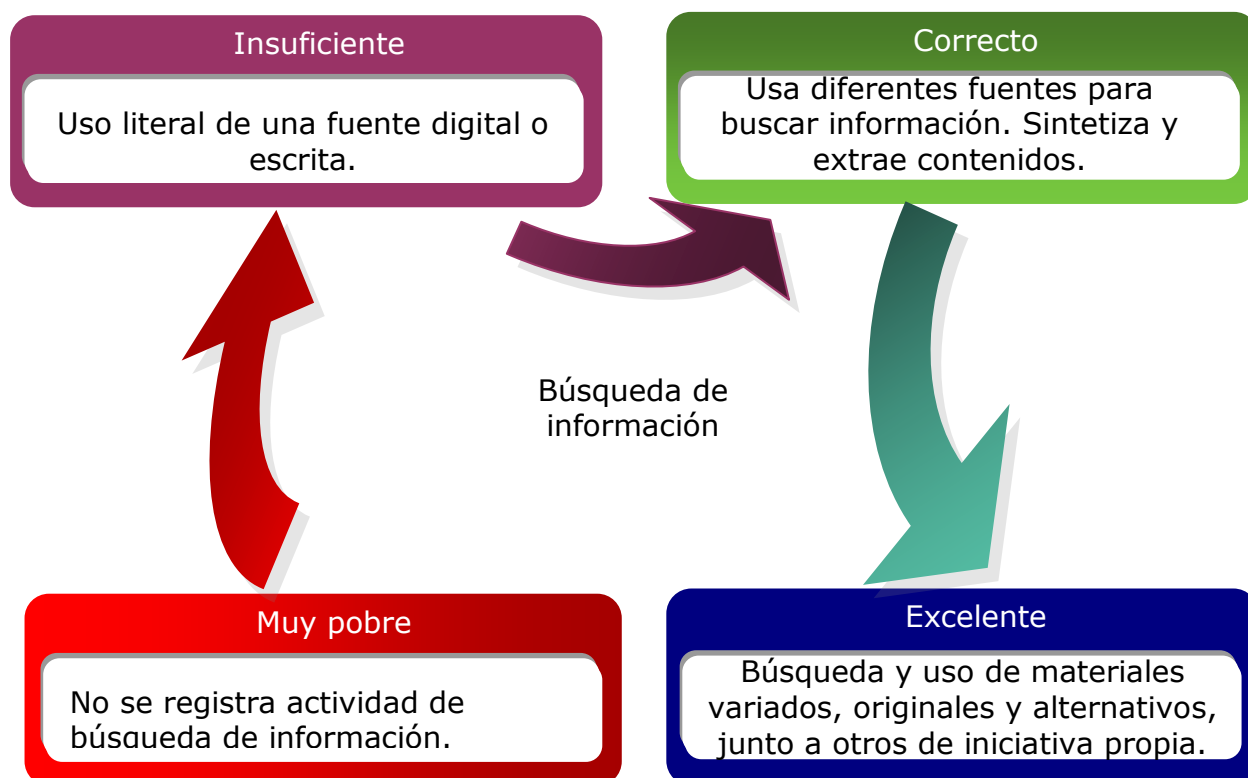 Insuficiente
Uso literal de una fuente digital o
escrita.
Correcto
Usa diferentes fuentes para
buscar información. Sintetiza y
extrae contenidos.
Búsqueda de
información
Muy pobre
No se registra actividad de
búsqueda de información.
Excelente
Búsqueda y uso de materiales
variados, originales y alternativos,
junto a otros de iniciativa propia.